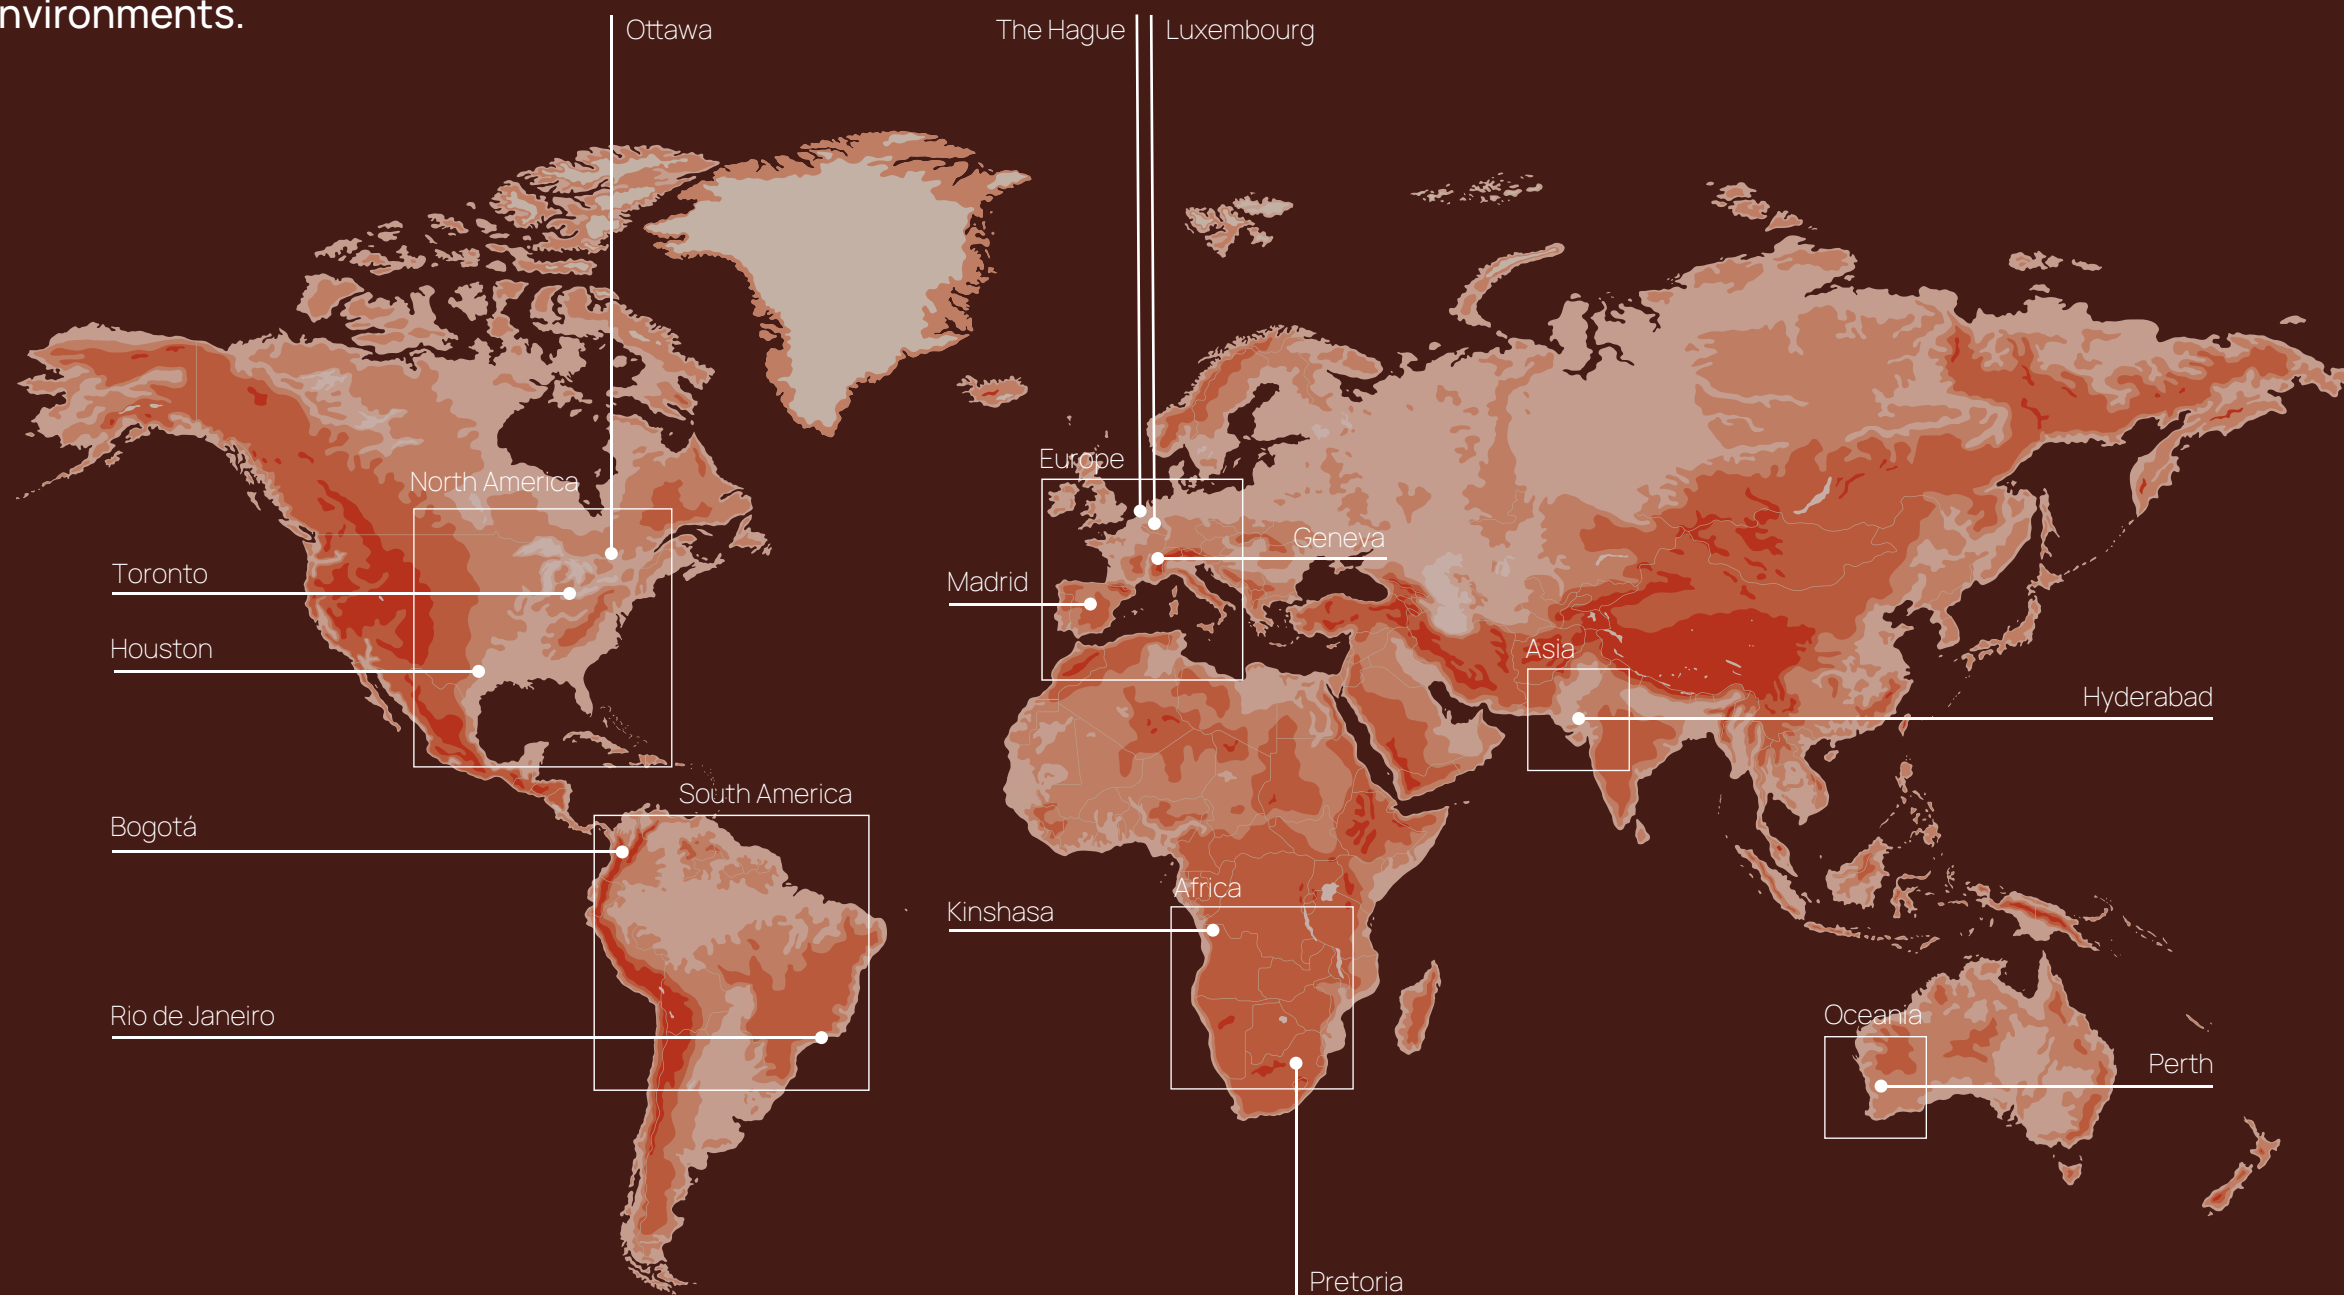 nvironments.
Ottawa
The Hague
Luxembourg
Europe
North America
Geneva
Toronto
Madrid
Houston
Asia
Hyderabad
South America
Bogotá
Africa
Kinshasa
Rio de Janeiro
Oceania
Perth
Pretoria